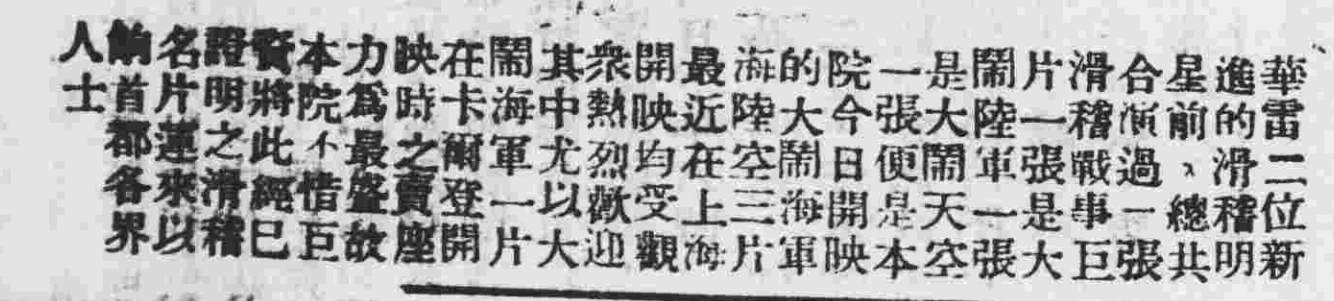 華雷二位新
進的滑稽明
星前，總共
合演過一張
滑稽戰事巨
片一張是大
鬧陸軍一張
是大鬧天空
一張便是本
院今日開映
的大鬧海軍
海陸空三片
最近在上海
開映均受觀
衆熱烈歡迎
其中尤以大
鬧海軍一片
在卡爾登開
映時之賣座
力爲最盛故
本院不惜巨
資將此經已
證明之滑稽
名片運來以
餉首都各界
人士